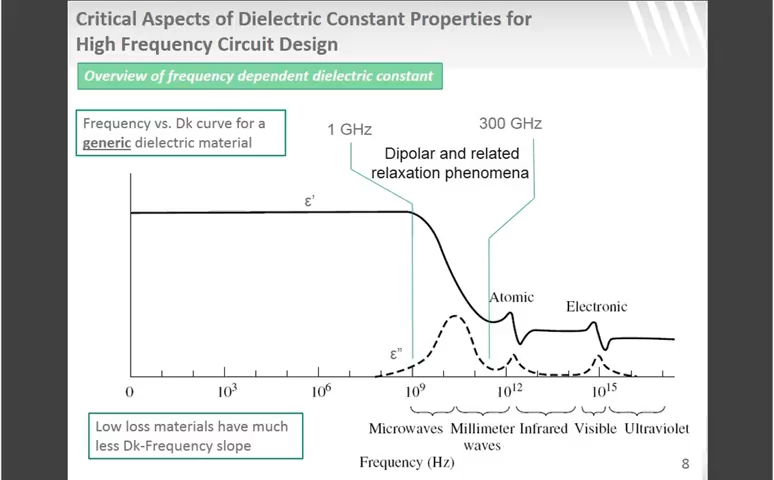 Critical Aspects of Dielectric Constant Properties for
High Frequency Circuit Design
Overview of frequency dependent dielectric constant
Frequency vs. Dk curve for a
generic dielectric material
1 GHz
300 GHz
Dipolar and related
relaxation phenomena
ε'
Atomic
Electronic
ε"
0 10³ 10⁶ 10⁹ 10¹² 10¹⁵
Low loss materials have much
less Dk-Frequency slope
Microwaves Millimeter Infrared Visible Ultraviolet
waves
Frequency (Hz)
8